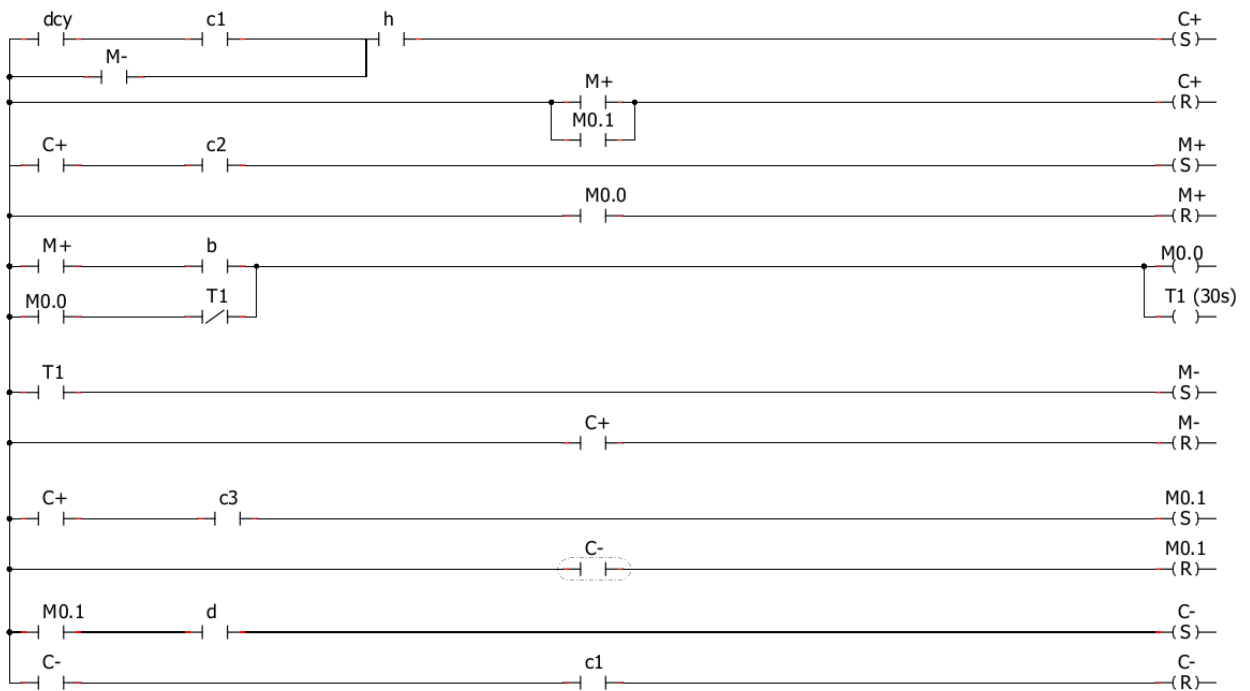 dcy c1 h C+
(S)
M-
M+ C+
(R)
M0.1
C+ c2 M+
(S)
M0.0 M+
(R)
M+ b M0.0
M0.0 T1 T1 (30s)
T1 M-
(S)
C+ M-
(R)
C+ c3 M0.1
(S)
C- M0.1
(R)
M0.1 d C-
(S)
C- c1 C-
(R)